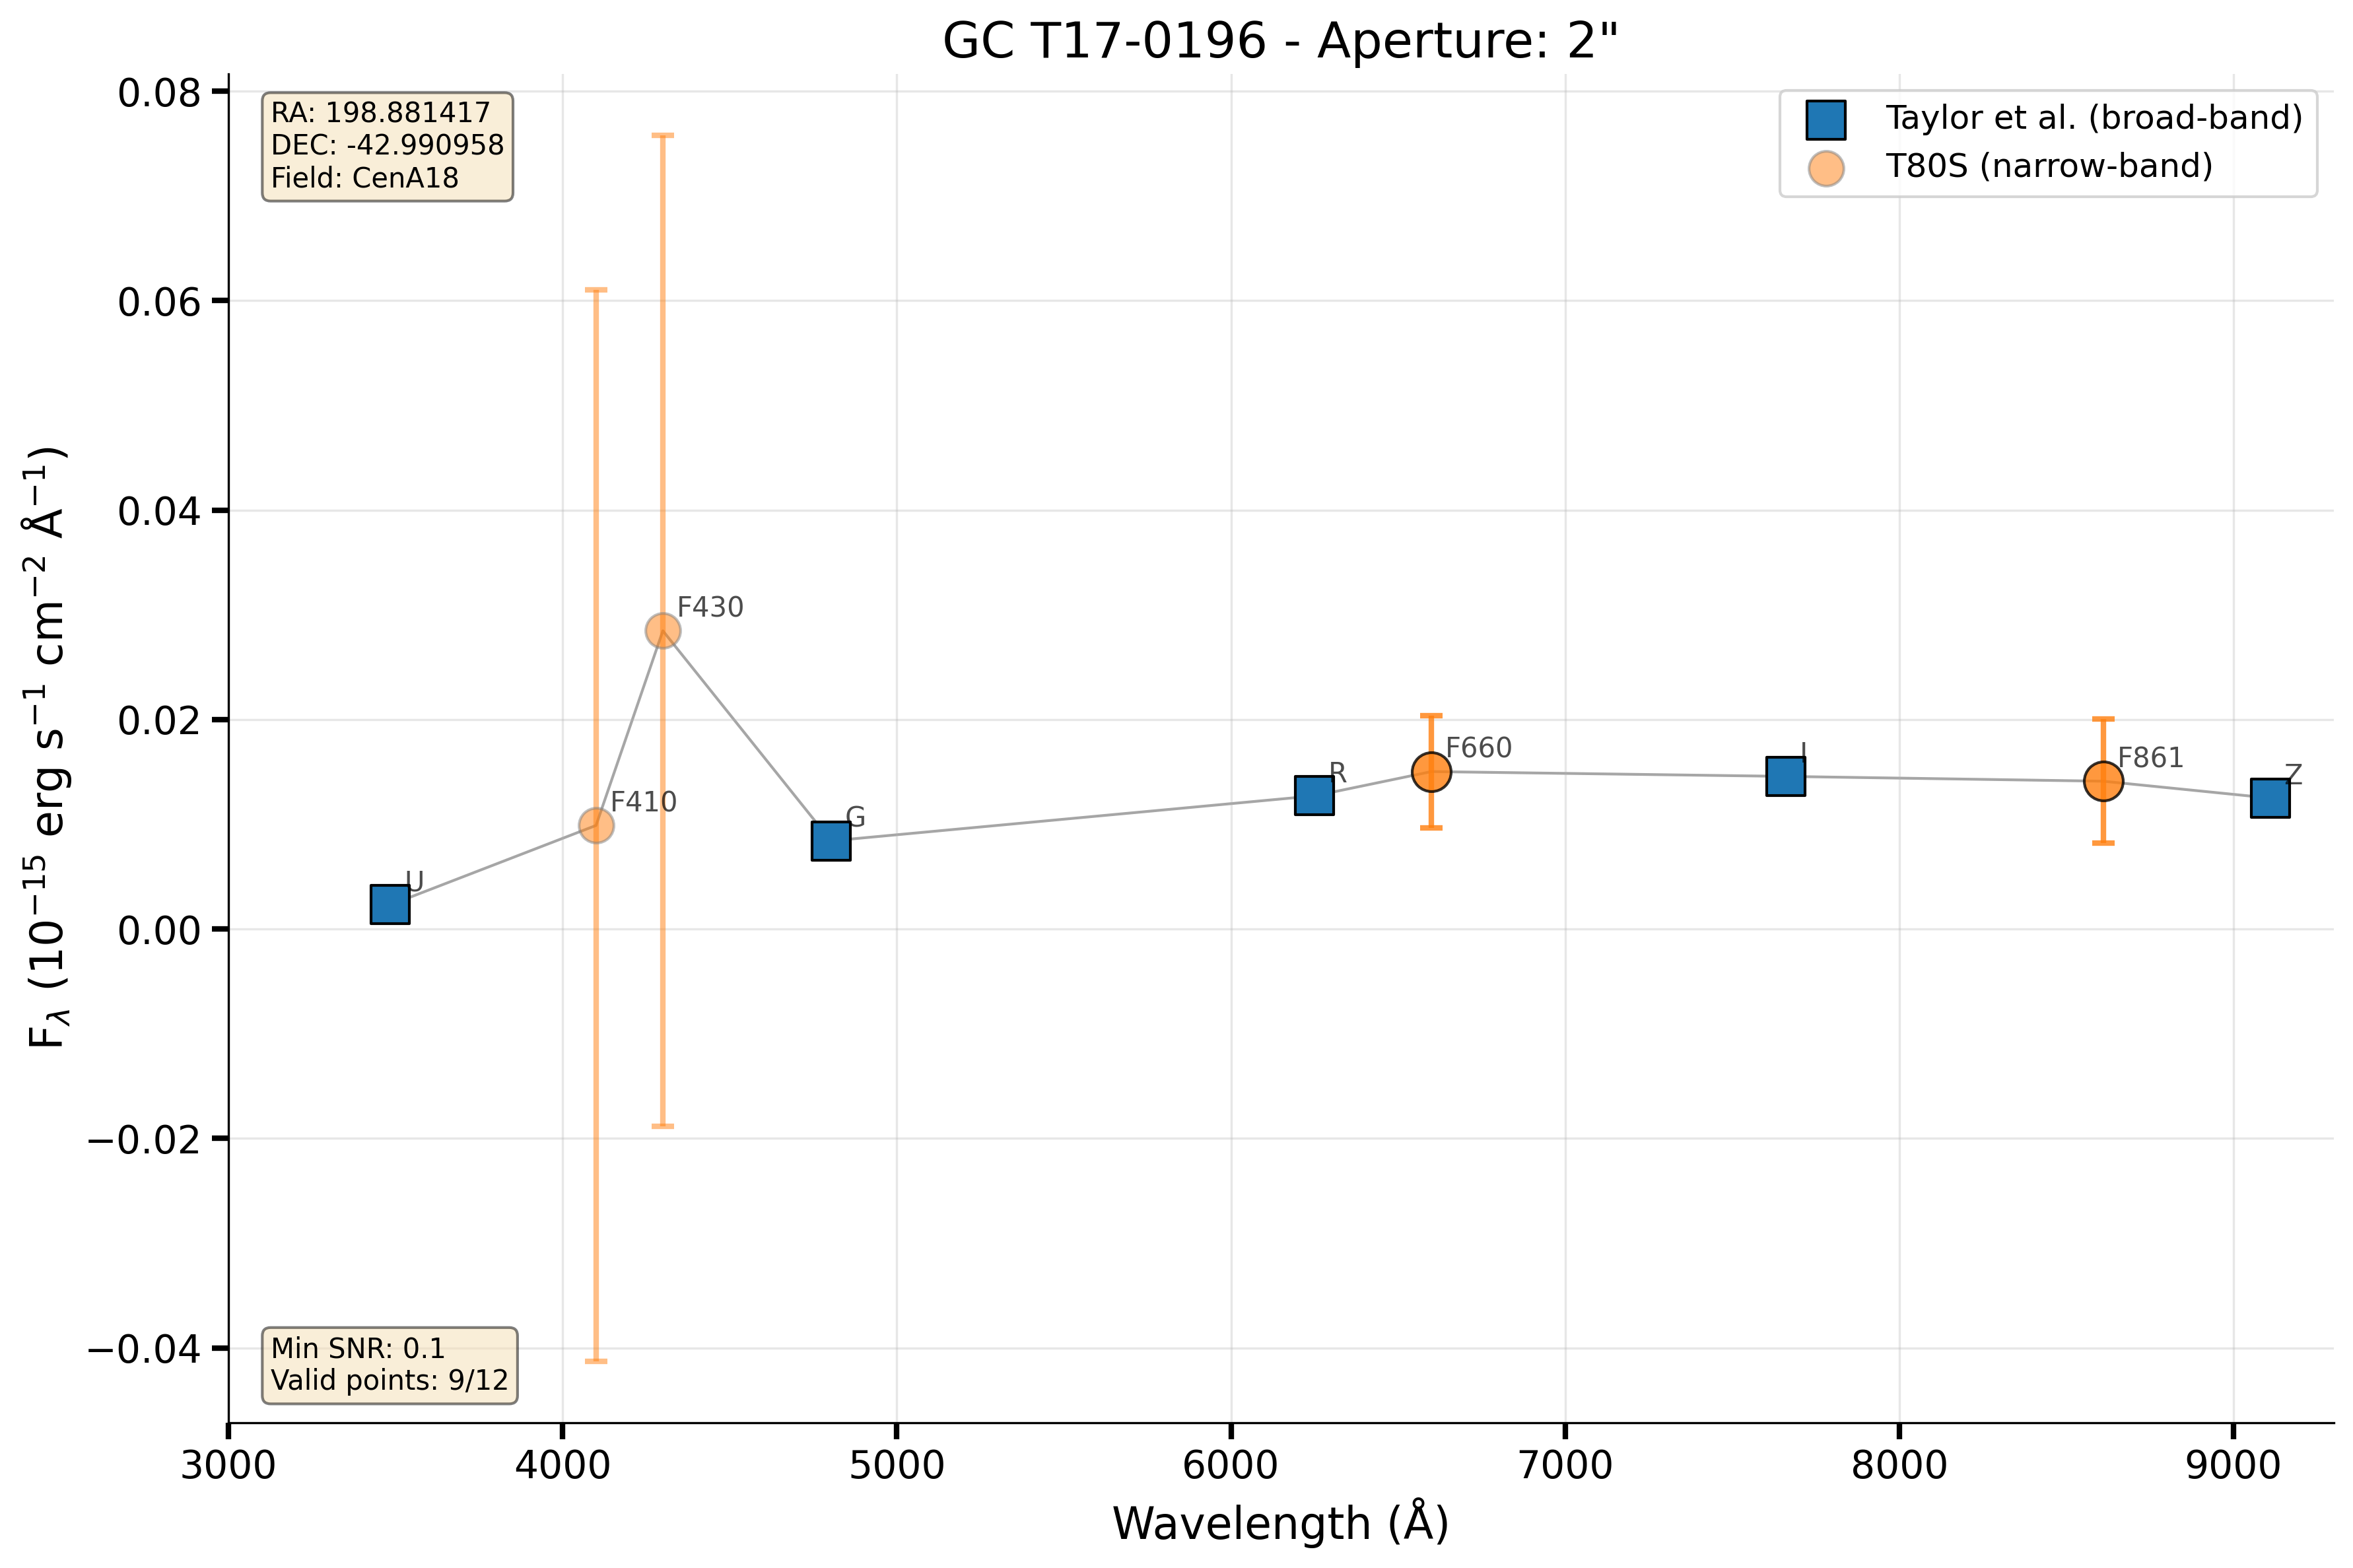 GC T17-0196 - Aperture: 2"
RA: 198.881417
DEC: -42.990958
Field: CenA18
Taylor et al. (broad-band)
T80S (narrow-band)
F_λ (10⁻¹⁵ erg s⁻¹ cm⁻² Å⁻¹)
0.08
0.06
0.04
0.02
0.00
−0.02
−0.04
U
F410
F430
G
R
F660
I
F861
Z
Min SNR: 0.1
Valid points: 9/12
3000 4000 5000 6000 7000 8000 9000
Wavelength (Å)